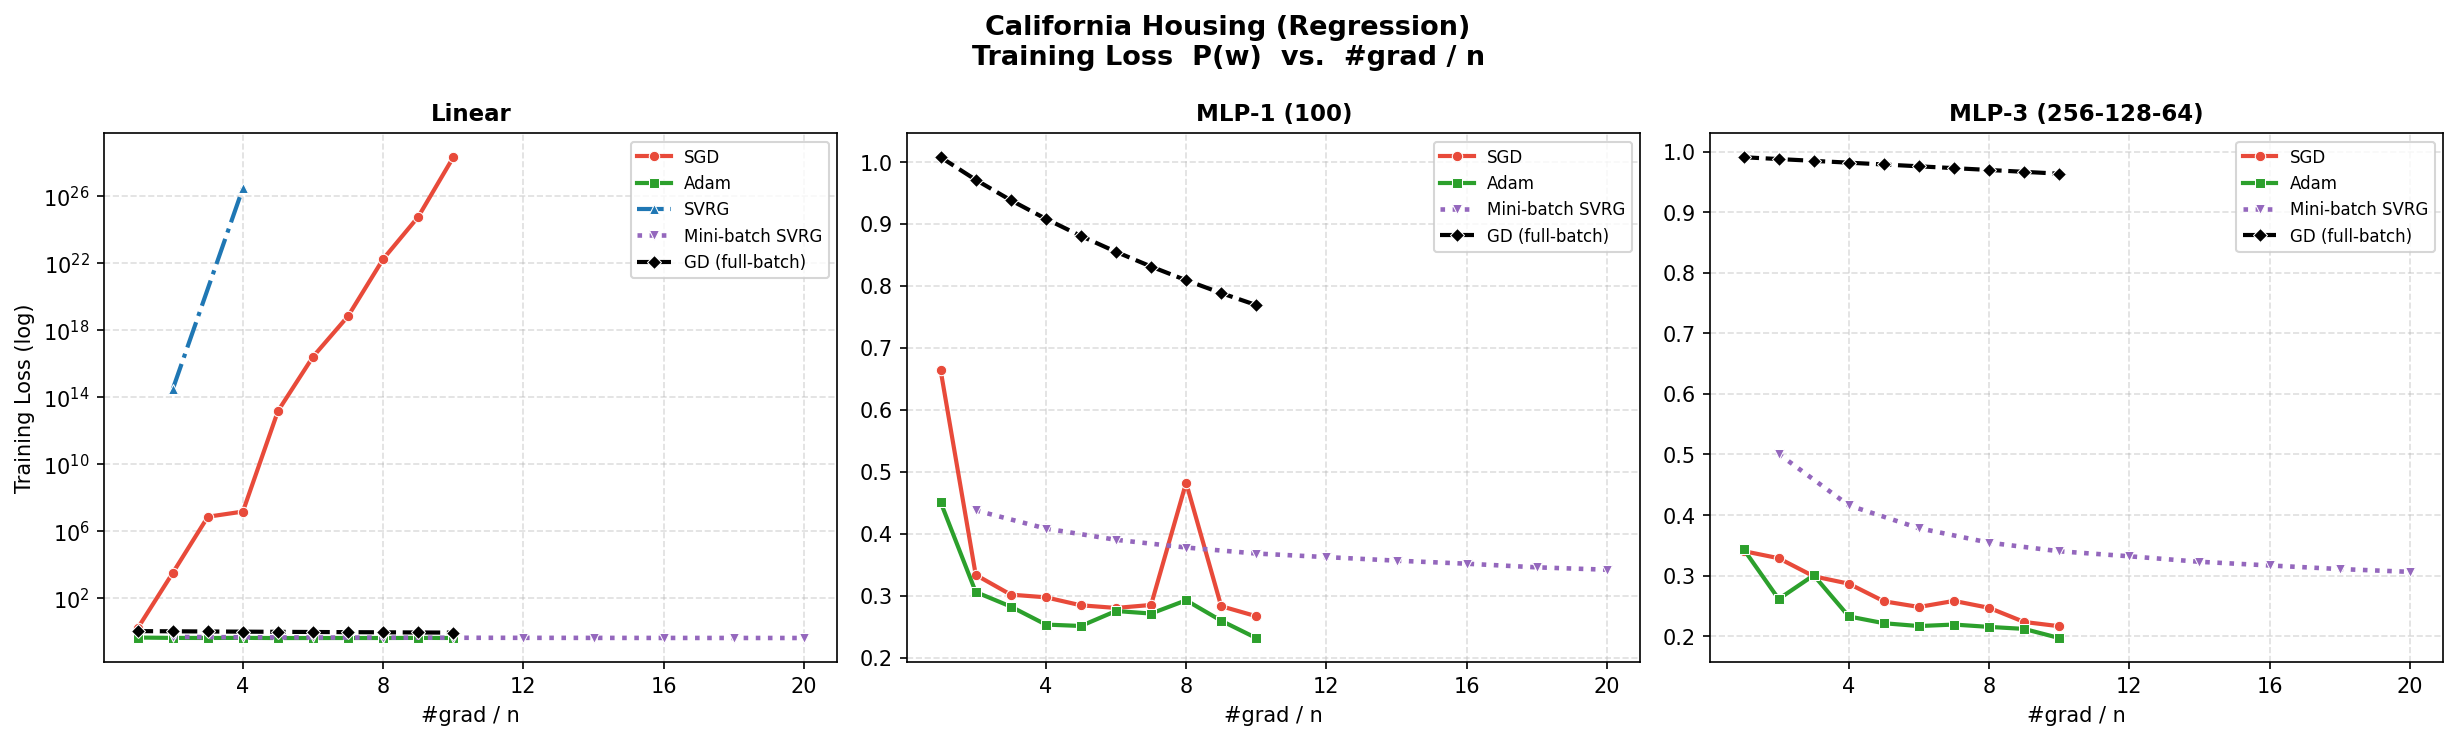 California Housing (Regression)
Training Loss  P(w)  vs.  #grad / n
Linear
Training Loss (log)
10^26
10^22
10^18
10^14
10^10
10^6
10^2
SGD
Adam
SVRG
Mini-batch SVRG
GD (full-batch)
4 8 12 16 20
#grad / n
MLP-1 (100)
1.0
0.9
0.8
0.7
0.6
0.5
0.4
0.3
0.2
SGD
Adam
Mini-batch SVRG
GD (full-batch)
4 8 12 16 20
#grad / n
MLP-3 (256-128-64)
1.0
0.9
0.8
0.7
0.6
0.5
0.4
0.3
0.2
SGD
Adam
Mini-batch SVRG
GD (full-batch)
4 8 12 16 20
#grad / n